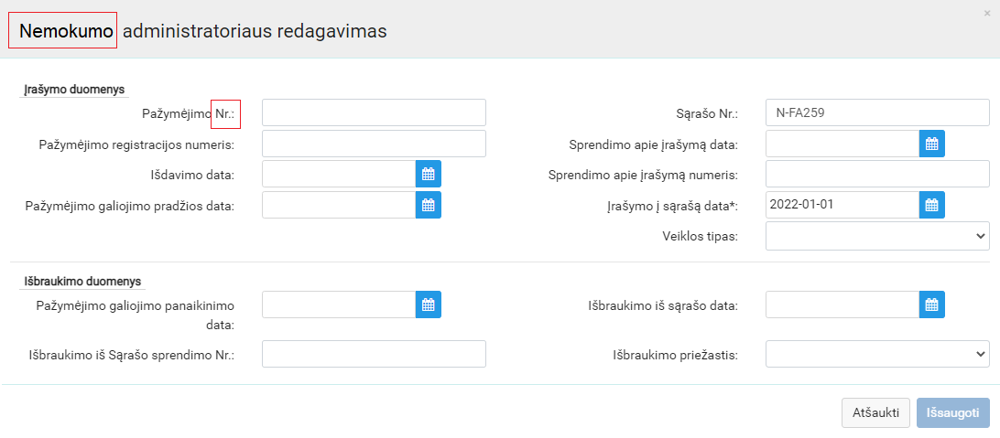 ×
Nemokumo administratoriaus redagavimas
Įrašymo duomenys
Pažymėjimo Nr.:
Sąrašo Nr.: N-FA259
Pažymėjimo registracijos numeris:
Sprendimo apie įrašymą data:
Išdavimo data:
Sprendimo apie įrašymą numeris:
Pažymėjimo galiojimo pradžios data:
Įrašymo į sąrašą data*: 2022-01-01
Veiklos tipas:
Išbraukimo duomenys
Pažymėjimo galiojimo panaikinimo
data:
Išbraukimo iš sąrašo data:
Išbraukimo iš Sąrašo sprendimo Nr.:
Išbraukimo priežastis:
Atšaukti
Išsaugoti